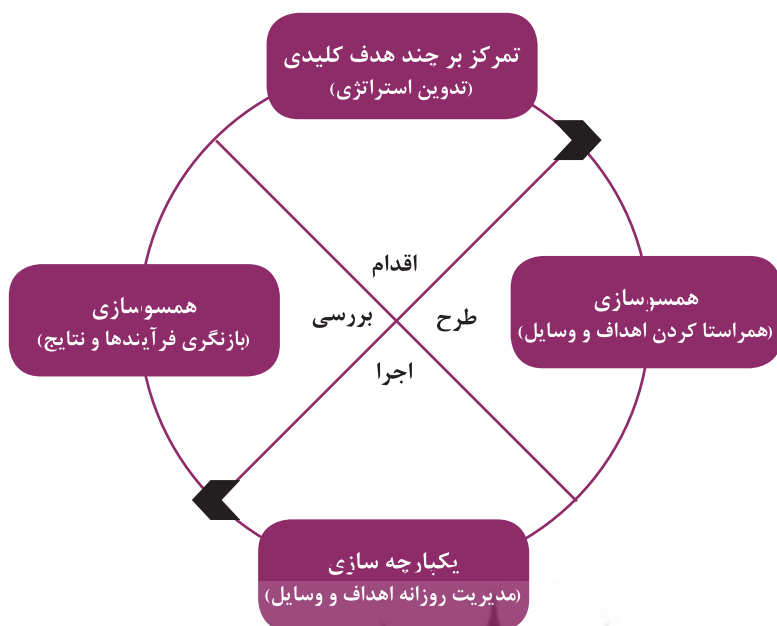 تمرکز بر چند هدف کلیدی
(تدوین استراتژی)
اقدام
همسوسازی
(همراستا کردن اهداف و وسایل)
طرح
بررسی
همسوسازی
(بازنگری فرآیندها و نتایج)
اجرا
یکپارچه سازی
(مدیریت روزانه اهداف و وسایل)